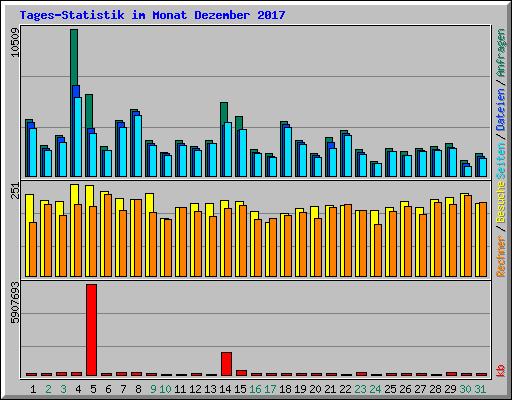 Tages-Statistik im Monat Dezember 2017
10509
251
5907693
Rechner / Besuche Seiten / Dateien / Anfragen
kb
1 2 3 4 5 6 7 8 9 10 11 12 13 14 15 16 17 18 19 20 21 22 23 24 25 26 27 28 29 30 31